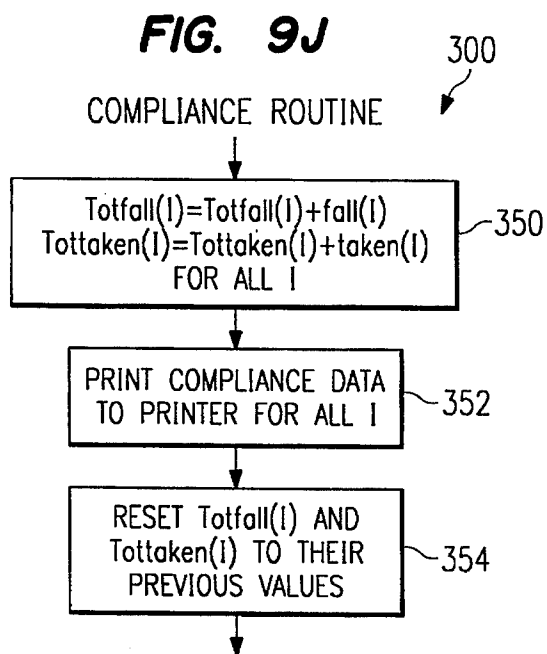 FIG. 9J
300
COMPLIANCE ROUTINE
Totfall(I)=Totfall(I)+fall(I)
Tottaken(I)=Tottaken(I)+taken(I)
FOR ALL I
350
PRINT COMPLIANCE DATA
TO PRINTER FOR ALL I
352
RESET Totfall(I) AND
Tottaken(I) TO THEIR
PREVIOUS VALUES
354